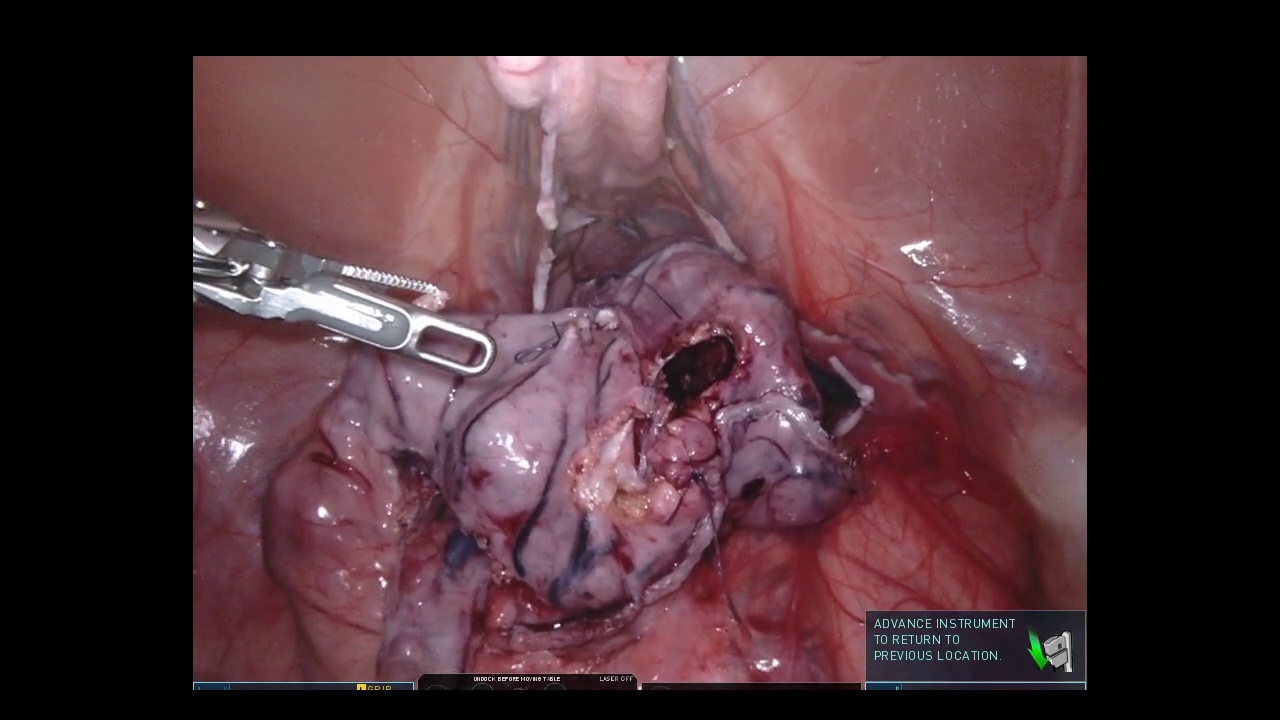 ADVANCE INSTRUMENT
TO RETURN TO
PREVIOUS LOCATION.
UNDOCK BEFORE MOVING TABLE
LASER OFF
GRIP